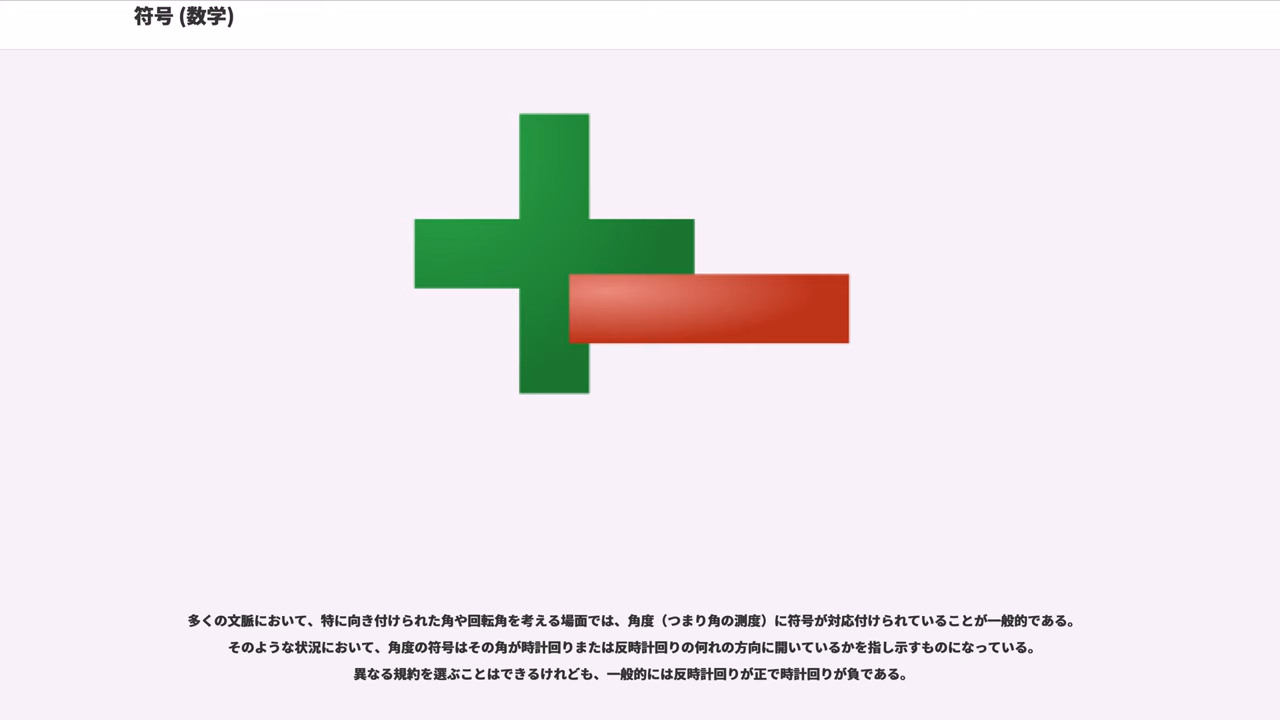 符号 (数学)
多くの文脈において、特に向き付けられた角や回転角を考える場面では、角度（つまり角の測度）に符号が対応付けられていることが一般的である。
そのような状況において、角度の符号はその角が時計回りまたは反時計回りの何れの方向に開いているかを指し示すものになっている。
異なる規約を選ぶことはできるけれども、一般的には反時計回りが正で時計回りが負である。